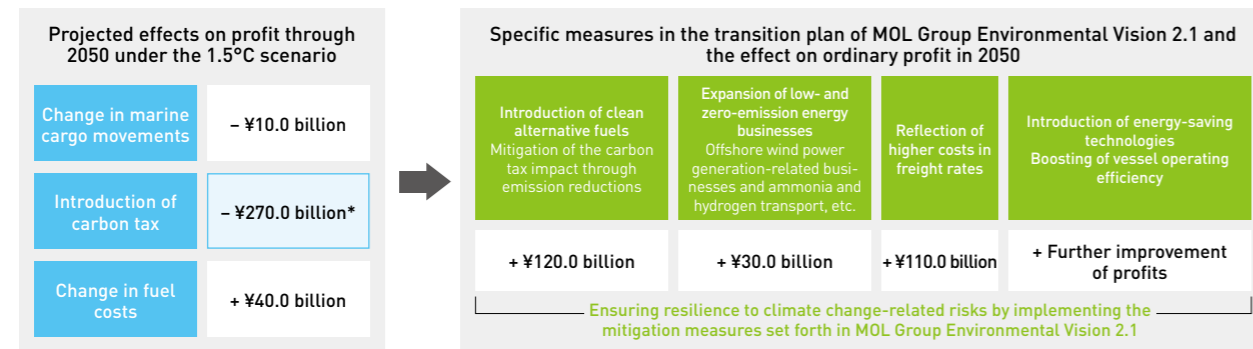 Projected effects on profit through
2050 under the 1.5°C scenario
Change in marine
cargo movements
– ¥10.0 billion
Introduction of
carbon tax
– ¥270.0 billion*
Change in fuel
costs
+ ¥40.0 billion
Specific measures in the transition plan of MOL Group Environmental Vision 2.1 and
the effect on ordinary profit in 2050
Introduction of clean
alternative fuels
Mitigation of the carbon
tax impact through
emission reductions
+ ¥120.0 billion
Expansion of low- and
zero-emission energy
businesses
Offshore wind power
generation-related busi-
nesses and ammonia and
hydrogen transport, etc.
+ ¥30.0 billion
Reflection of
higher costs in
freight rates
+ ¥110.0 billion
Introduction of energy-saving
technologies
Boosting of vessel operating
efficiency
+ Further improvement
of profits
Ensuring resilience to climate change-related risks by implementing the
mitigation measures set forth in MOL Group Environmental Vision 2.1